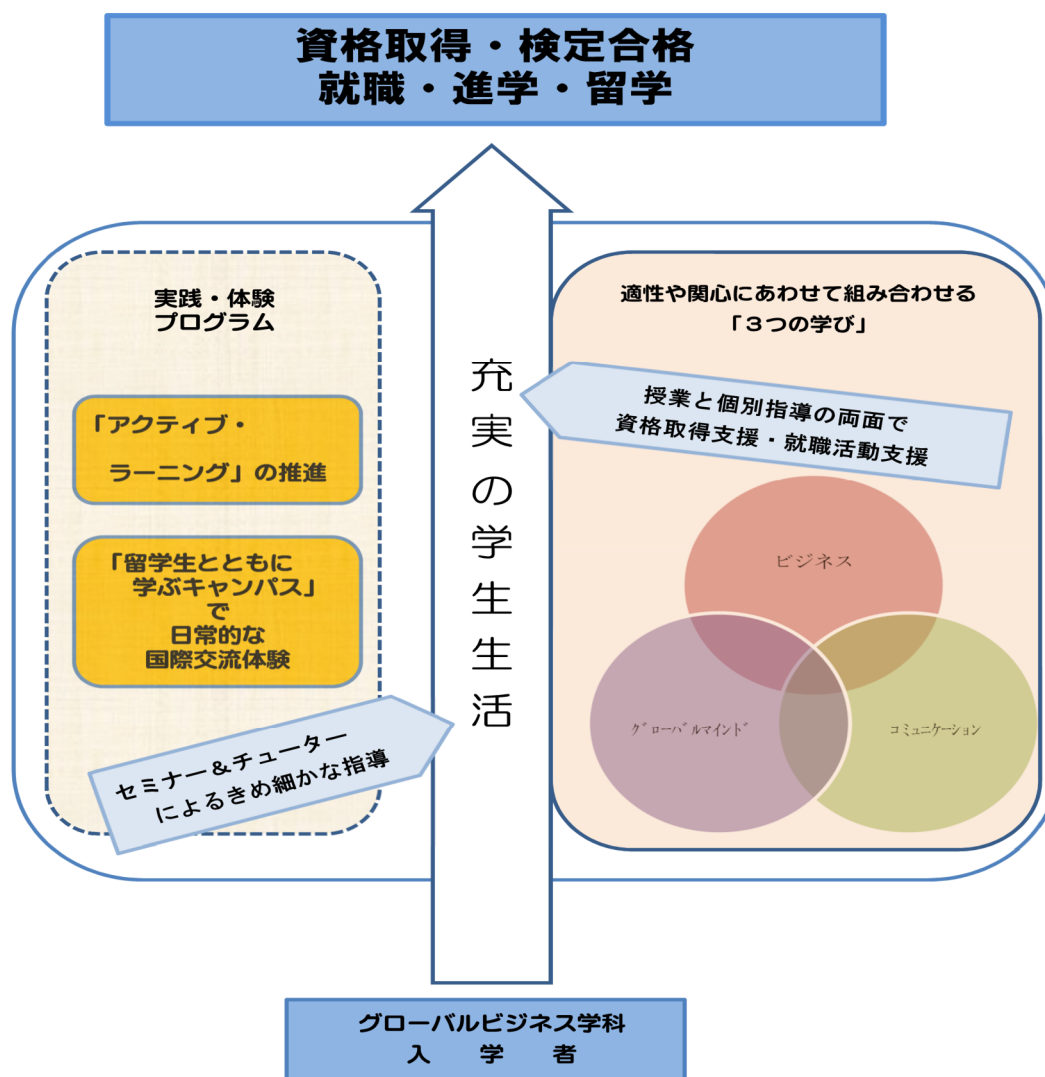 資格取得・検定合格
就職・進学・留学
実践・体験
プログラム
「アクティブ・
ラーニング」の推進
「留学生とともに
学ぶキャンパス」
で
日常的な
国際交流体験
セミナー＆チューター
によるきめ細かな指導
充実の学生生活
適性や関心にあわせて組み合わせる
「３つの学び」
授業と個別指導の両面で
資格取得支援・就職活動支援
ビジネス
ｸﾞﾛｰﾊﾞﾙﾏｲﾝﾄﾞ
コミュニケーション
グローバルビジネス学科
入　学　者